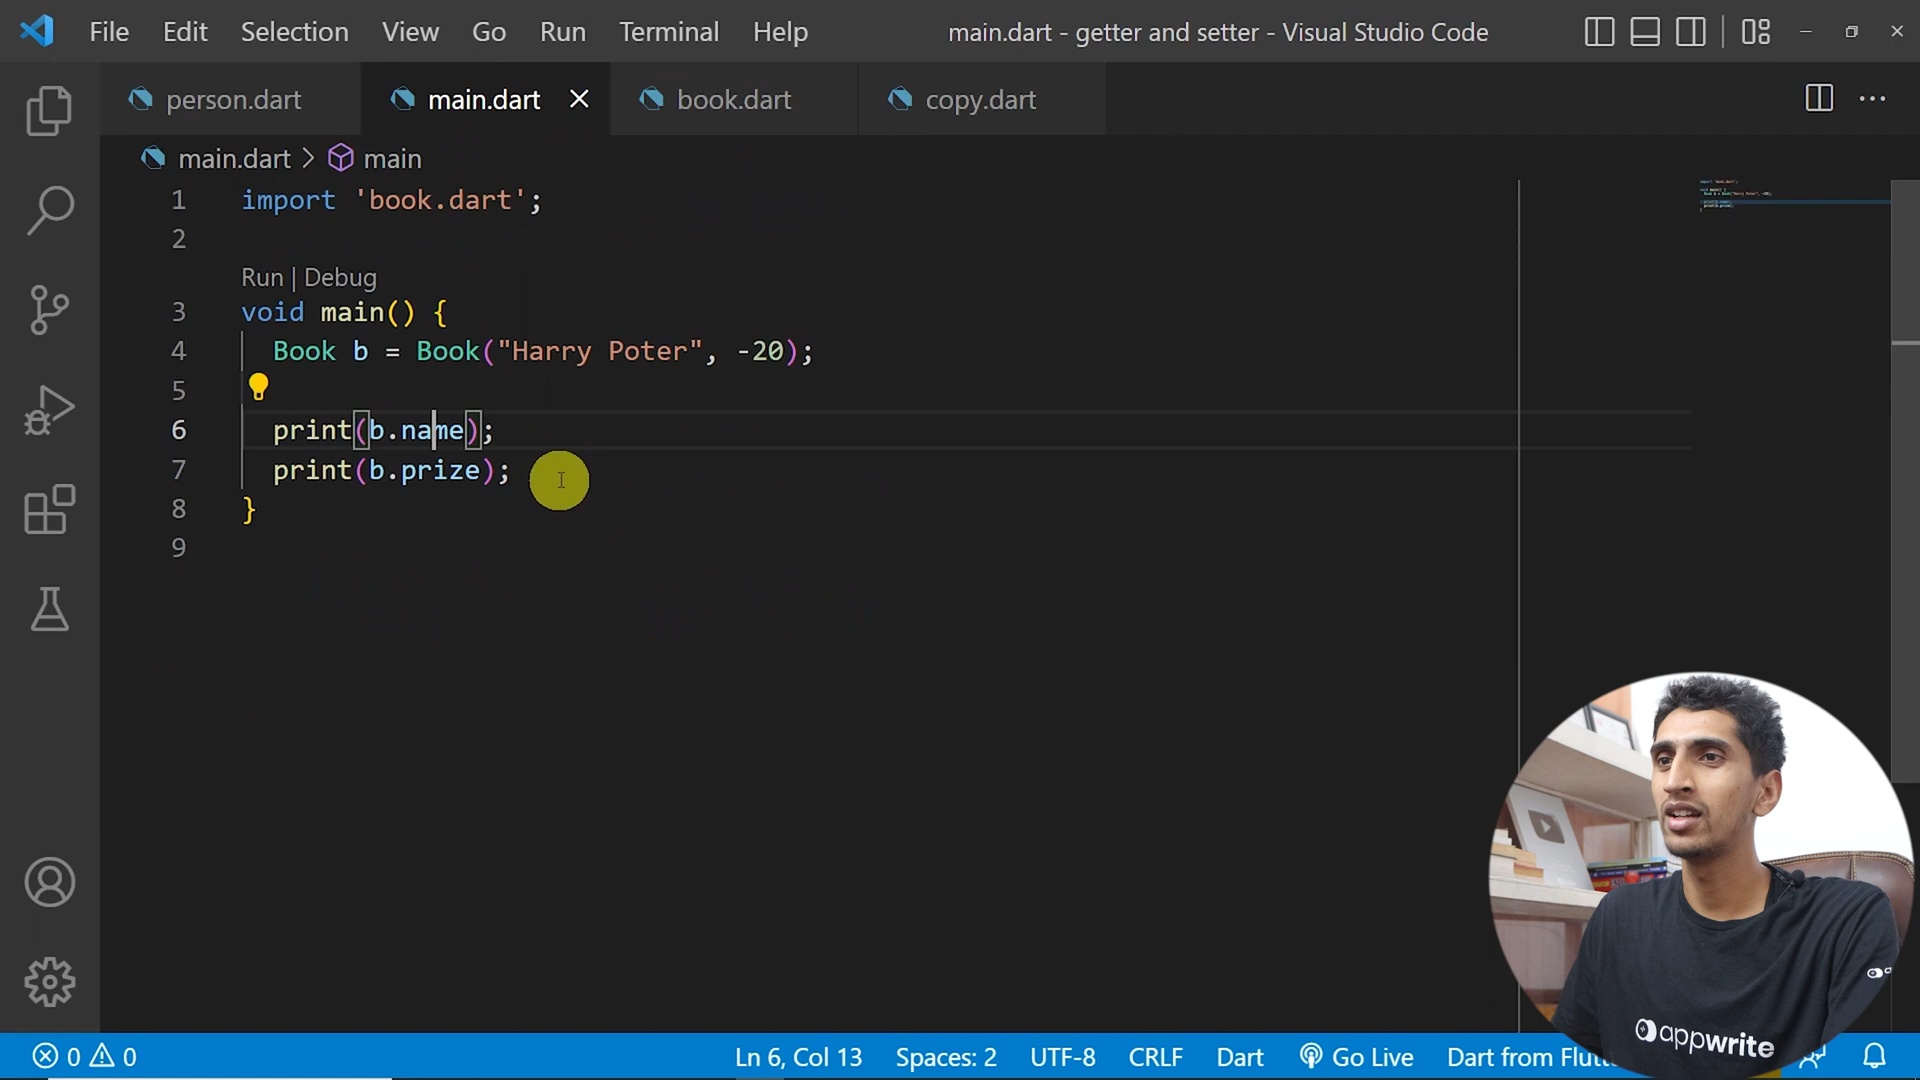 File Edit Selection View Go Run Terminal Help main.dart - getter and setter - Visual Studio Code
person.dart main.dart book.dart copy.dart
main.dart > main
1 import 'book.dart';
2
Run | Debug
3 void main() {
4 Book b = Book("Harry Poter", -20);
5
6 print(b.name);
7 print(b.prize);
8 }
9
appwrite
0 0 Ln 6, Col 13 Spaces: 2 UTF-8 CRLF Dart Go Live Dart from